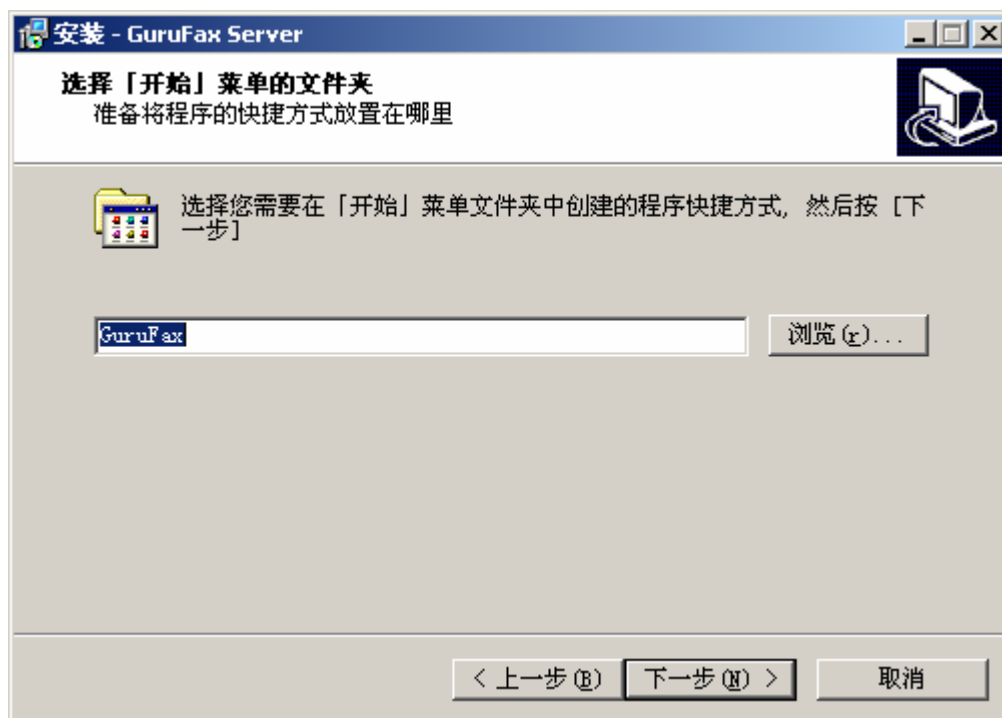 安装 - GuruFax Server
选择「开始」菜单的文件夹
准备将程序的快捷方式放置在哪里
选择您需要在「开始」菜单文件夹中创建的程序快捷方式, 然后按 [下
一步]
GuruFax
浏览(r)...
< 上一步(B)
下一步(N) >
取消